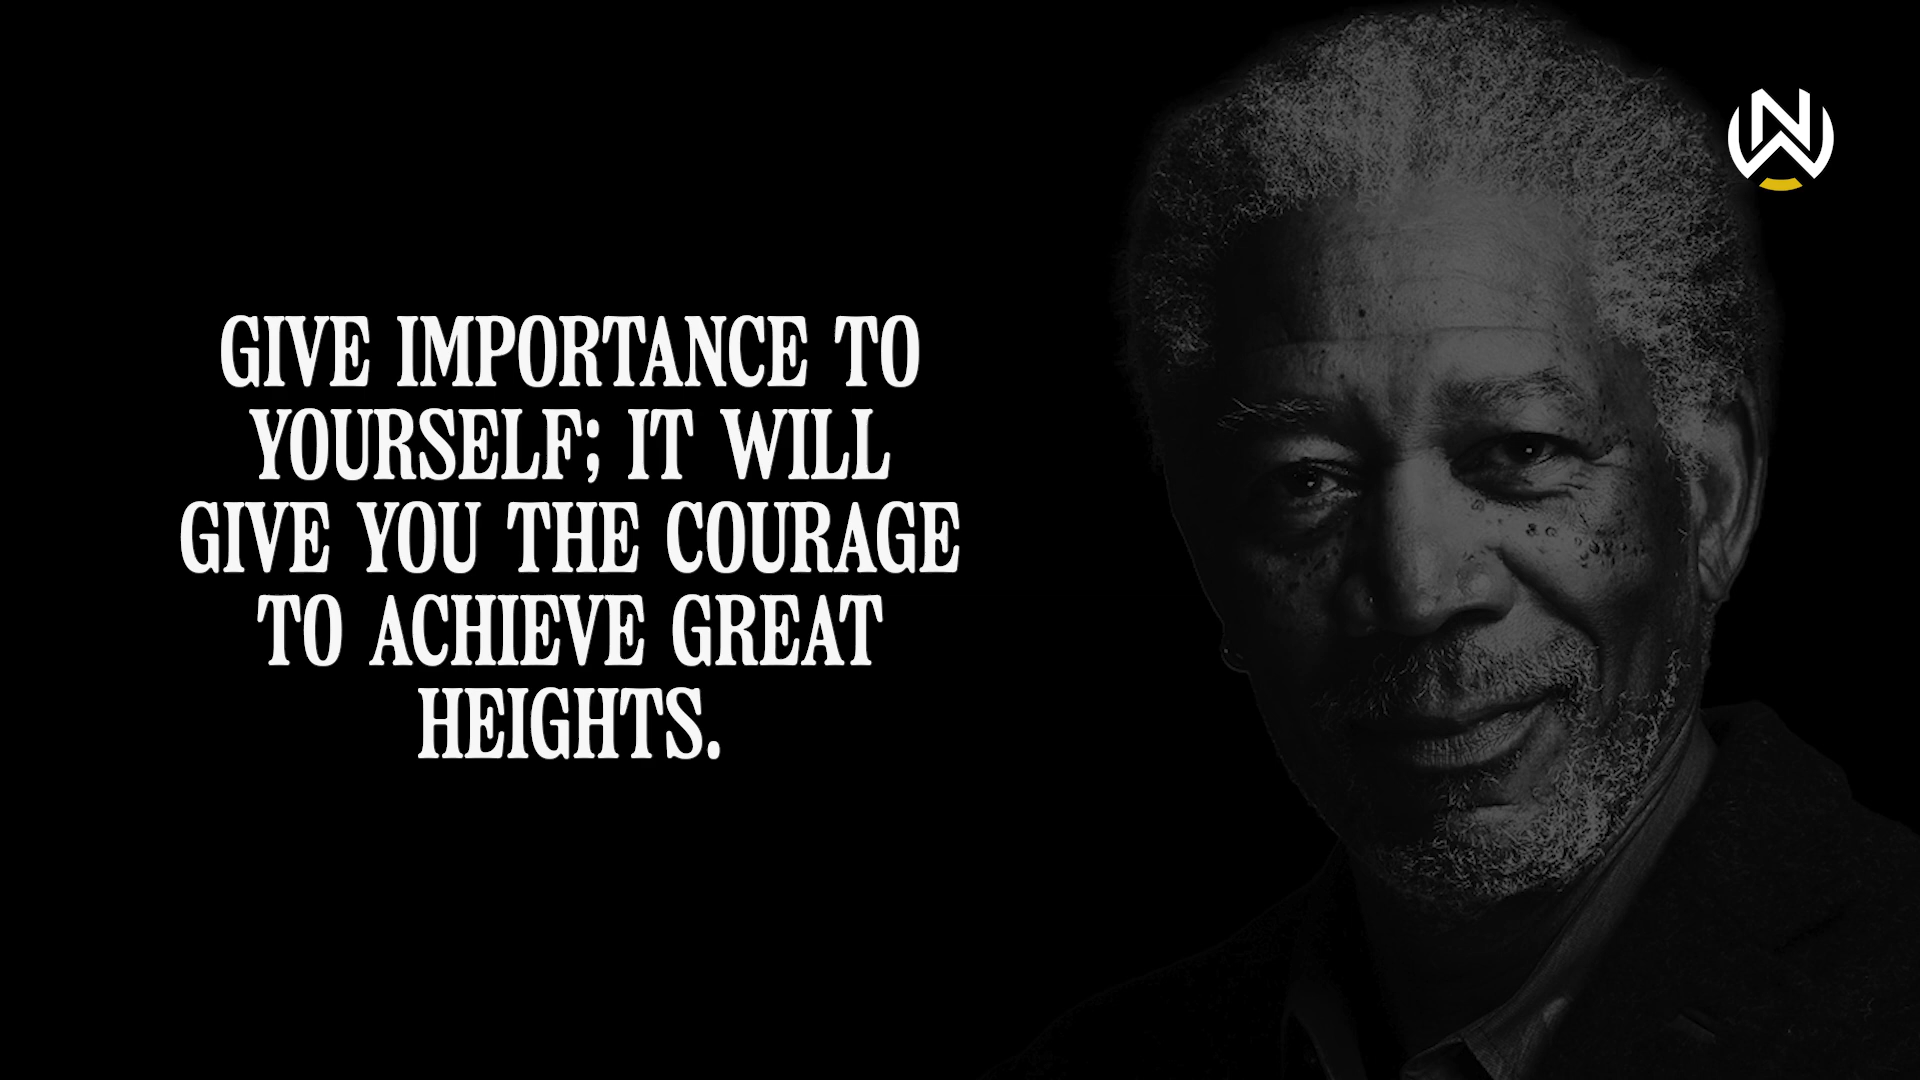 GIVE IMPORTANCE TO
YOURSELF; IT WILL
GIVE YOU THE COURAGE
TO ACHIEVE GREAT
HEIGHTS.